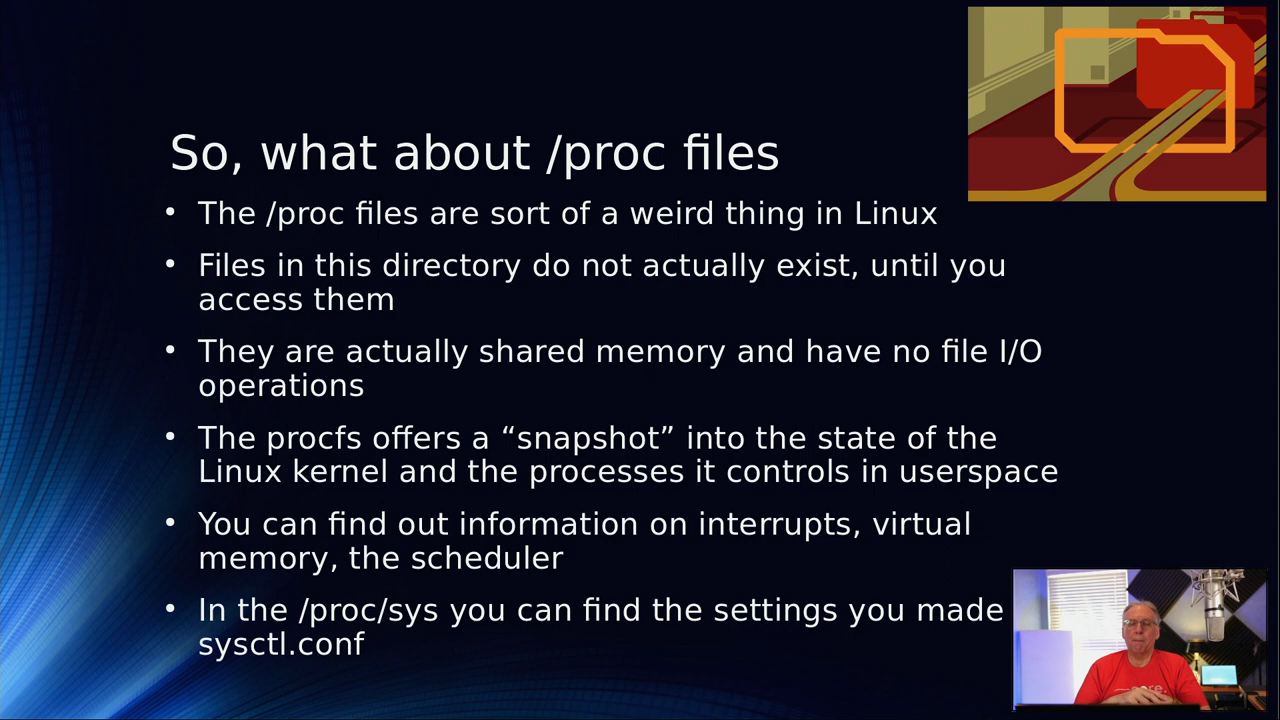 So, what about /proc files
• The /proc files are sort of a weird thing in Linux
• Files in this directory do not actually exist, until you
access them
• They are actually shared memory and have no file I/O
operations
• The procfs offers a “snapshot” into the state of the
Linux kernel and the processes it controls in userspace
• You can find out information on interrupts, virtual
memory, the scheduler
• In the /proc/sys you can find the settings you made
sysctl.conf